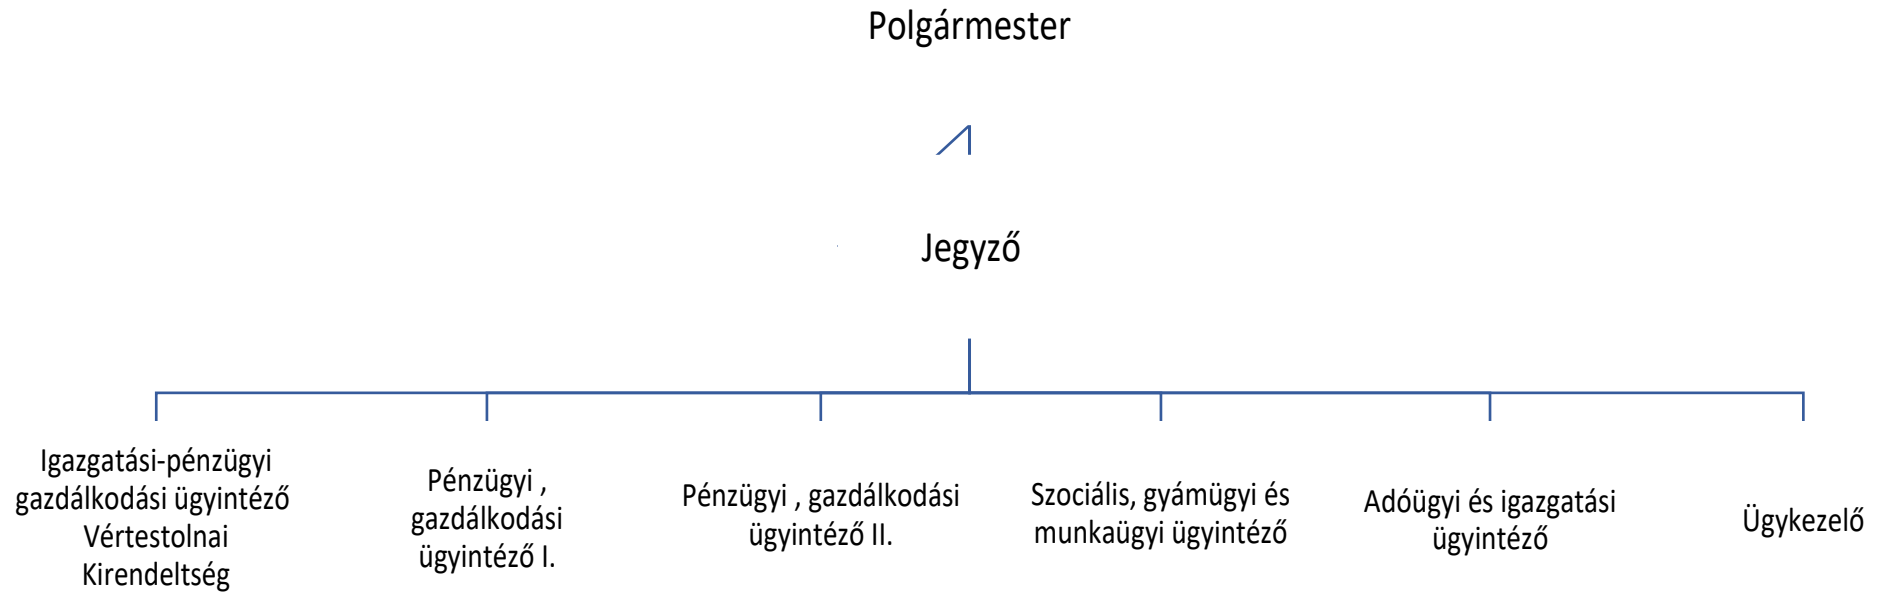 Polgármester
Jegyző
Igazgatási-pénzügyi
gazdálkodási ügyintéző
Vértestolnai
Kirendeltség
Pénzügyi ,
gazdálkodási
ügyintéző I.
Pénzügyi , gazdálkodási
ügyintéző II.
Szociális, gyámügyi és
munkaügyi ügyintéző
Adóügyi és igazgatási
ügyintéző
Ügykezelő